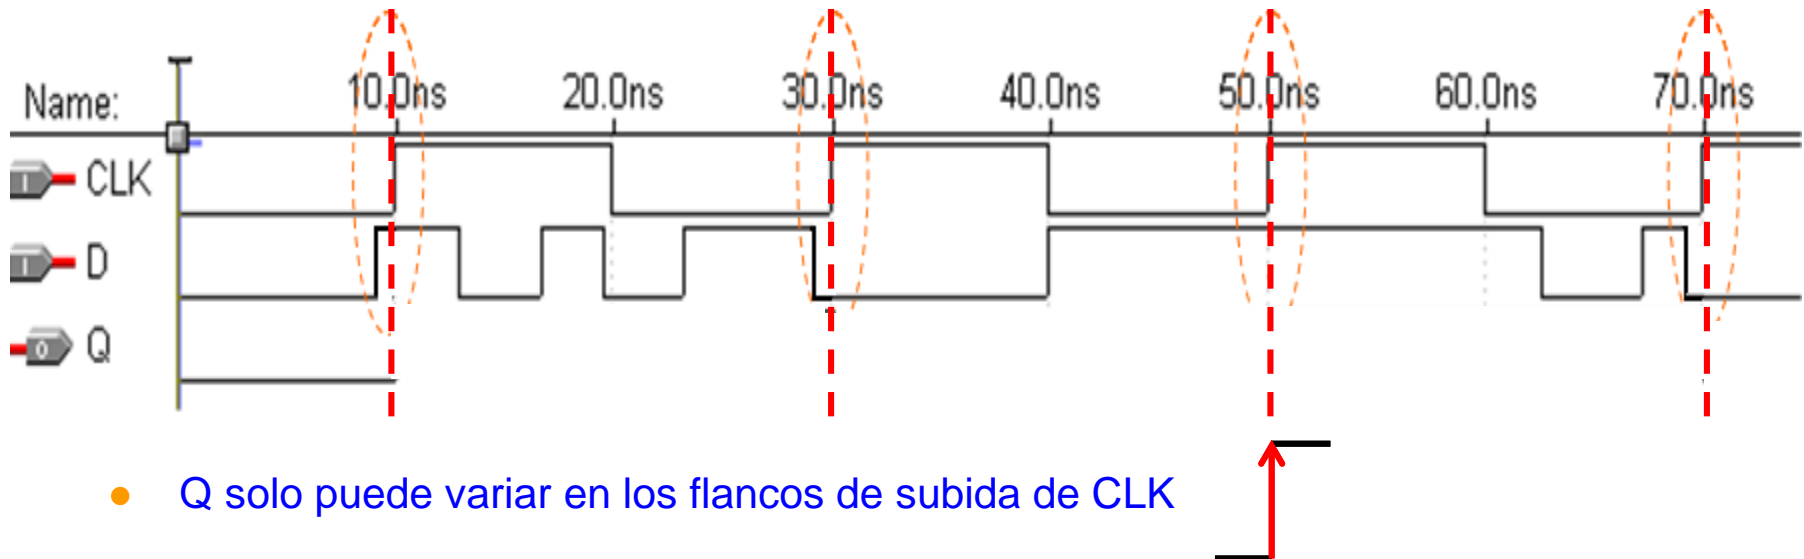 Name:
10.0ns 20.0ns 30.0ns 40.0ns 50.0ns 60.0ns 70.0ns
I CLK
I D
O Q
Q solo puede variar en los flancos de subida de CLK